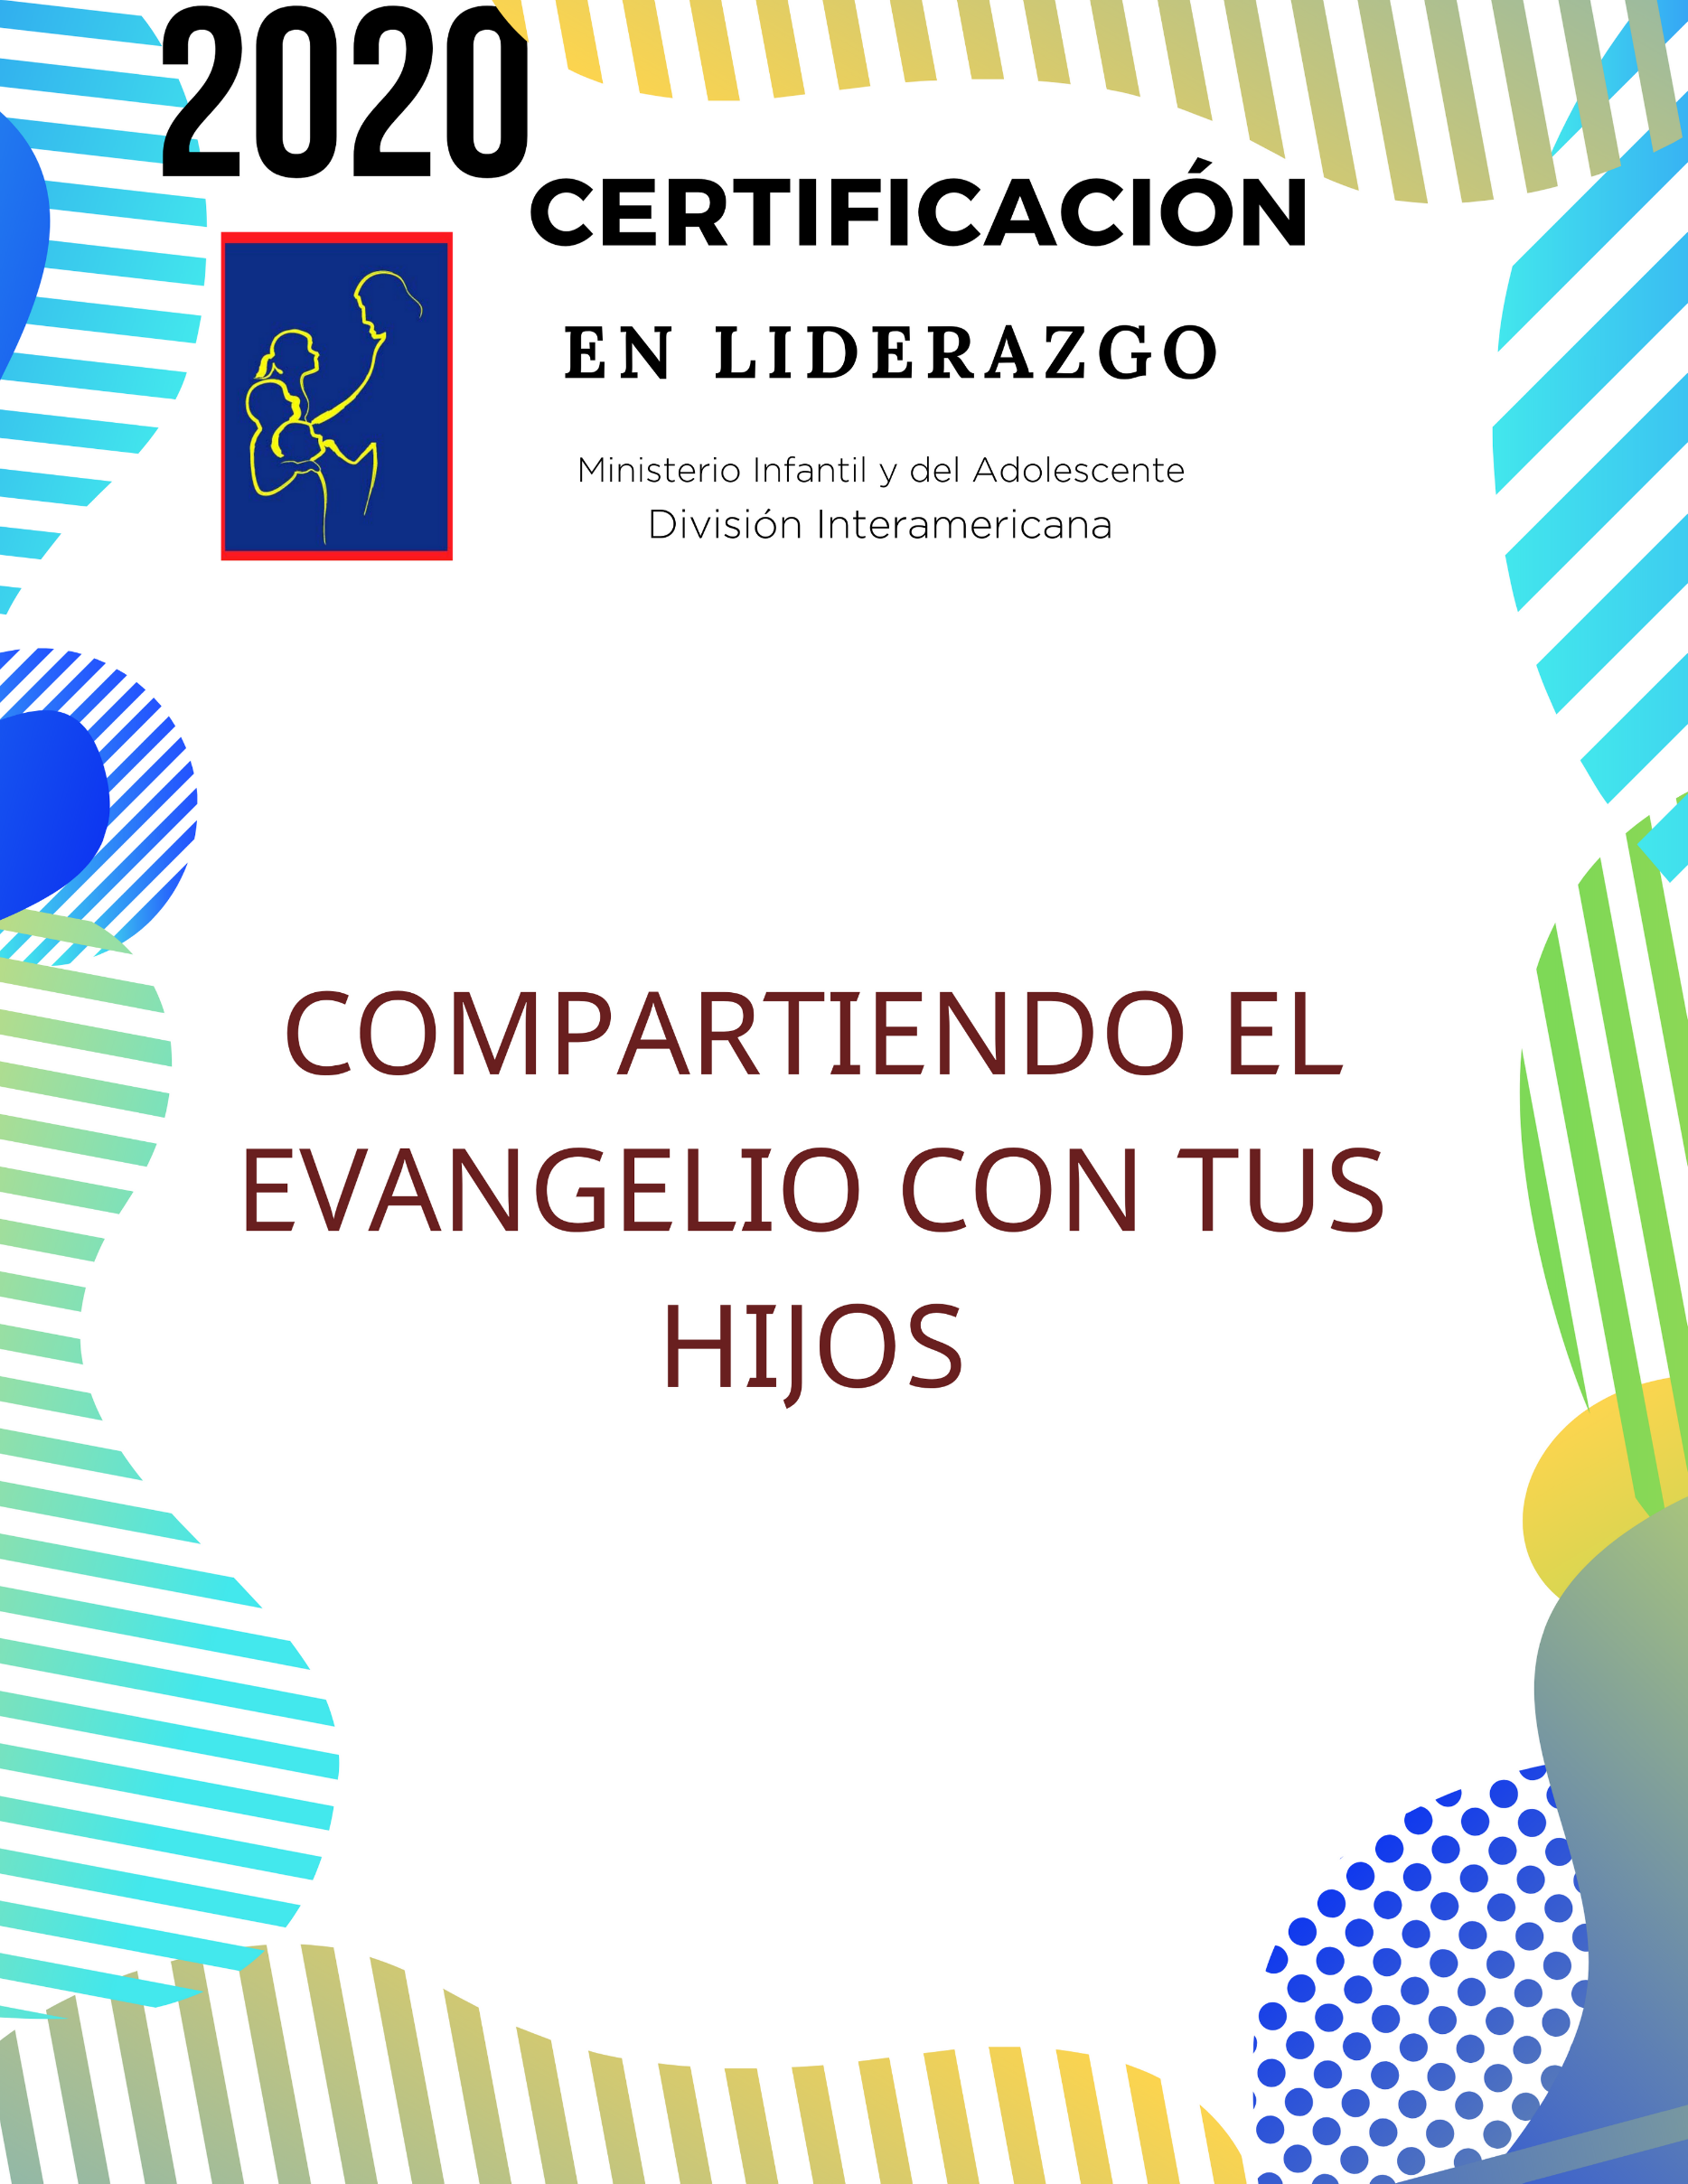 2020
CERTIFICACIÓN
EN LIDERAZGO
Ministerio Infantil y del Adolescente
División Interamericana
COMPARTIENDO EL
EVANGELIO CON TUS
HIJOS